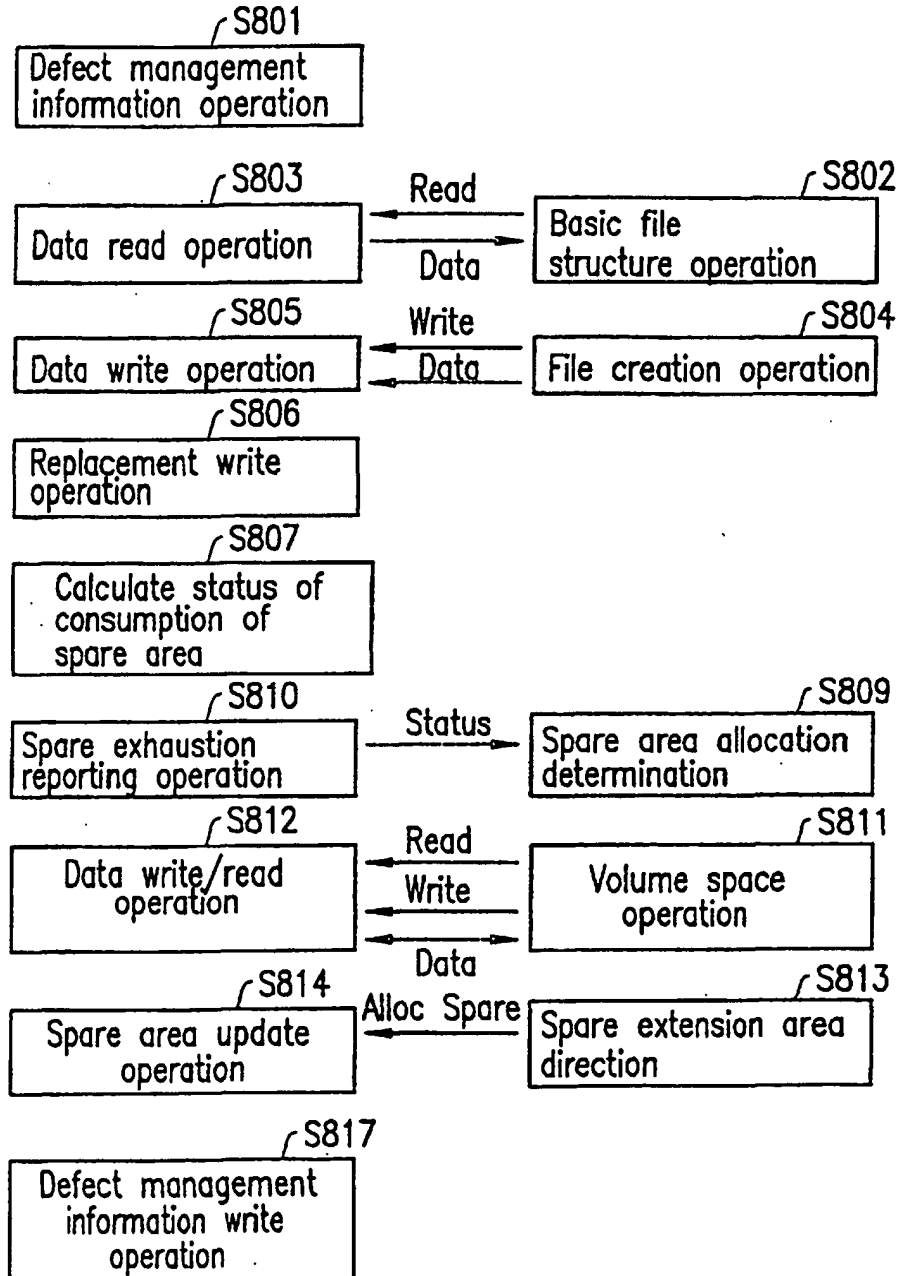 S801
Defect management
information operation
S803
Read
S802
Data read operation
Data
Basic file
structure operation
S805
Write
S804
Data write operation
Data
File creation operation
S806
Replacement write
operation
S807
Calculate status of
consumption of
spare area
S810
Status
S809
Spare exhaustion
reporting operation
Spare area allocation
determination
S812
Read
S811
Data write/read
operation
Write
Volume space
operation
Data
S814
Alloc Spare
S813
Spare area update
operation
Spare extension area
direction
S817
Defect management
information write
operation